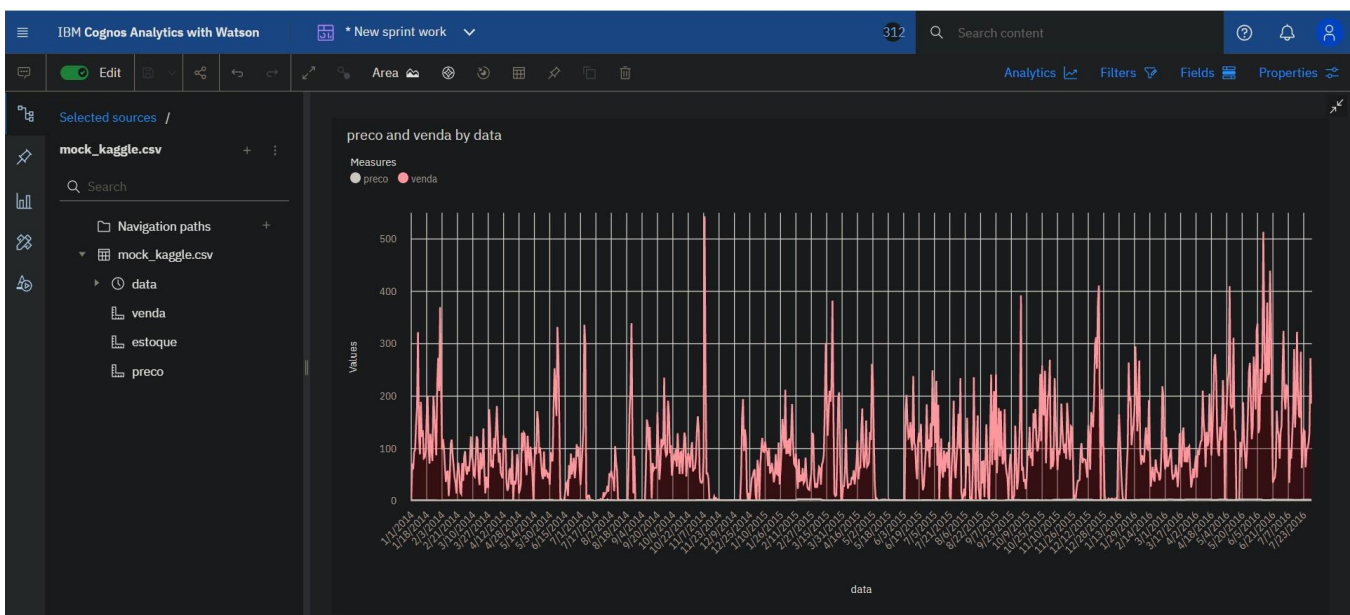 IBM Cognos Analytics with Watson
* New sprint work
312
Search content
Edit
Area
Analytics
Filters
Fields
Properties
Selected sources /
mock_kaggle.csv
Search
Navigation paths
mock_kaggle.csv
data
venda
estoque
preco
preco and venda by data
Measures
preco
venda
Values
500
400
300
200
100
0
1/1/2014
1/18/2014
2/3/2014
2/21/2014
3/10/2014
3/27/2014
4/12/2014
4/28/2014
5/14/2014
5/30/2014
6/15/2014
7/1/2014
7/17/2014
8/2/2014
8/18/2014
9/4/2014
9/20/2014
10/6/2014
10/22/2014
11/7/2014
11/23/2014
12/9/2014
12/25/2014
1/10/2015
1/26/2015
2/11/2015
2/27/2015
3/15/2015
3/31/2015
4/16/2015
5/2/2015
5/18/2015
6/3/2015
6/19/2015
7/5/2015
7/21/2015
8/6/2015
8/22/2015
9/7/2015
9/23/2015
10/9/2015
10/25/2015
11/10/2015
11/26/2015
12/12/2015
12/28/2015
1/13/2016
1/29/2016
2/14/2016
3/1/2016
3/17/2016
4/2/2016
4/18/2016
5/4/2016
5/20/2016
6/5/2016
6/21/2016
7/7/2016
7/23/2016
data